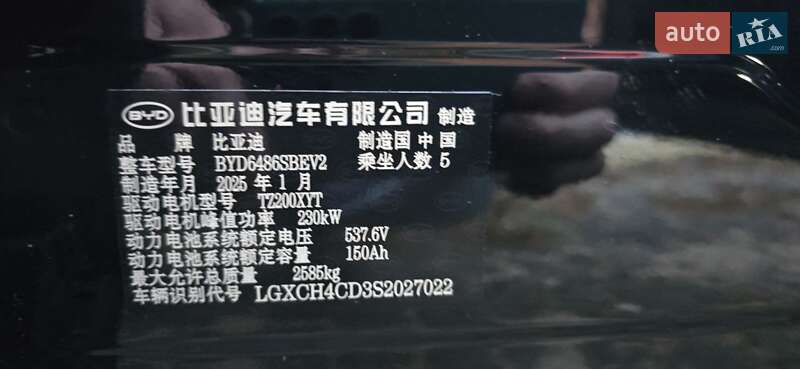 auto RIA .com
BYD 比亚迪汽车有限公司 制造
品 牌 比亚迪 制造国 中国
整车型号 BYD6486SBEV2 乘坐人数 5
制造年月 2025 年 1 月
驱动电机型号 TZ200XYT
驱动电机峰值功率 230kW
动力电池系统额定电压 537.6V
动力电池系统额定容量 150Ah
最大允许总质量 2585kg
车辆识别代号 LGXCH4CD3S2027022